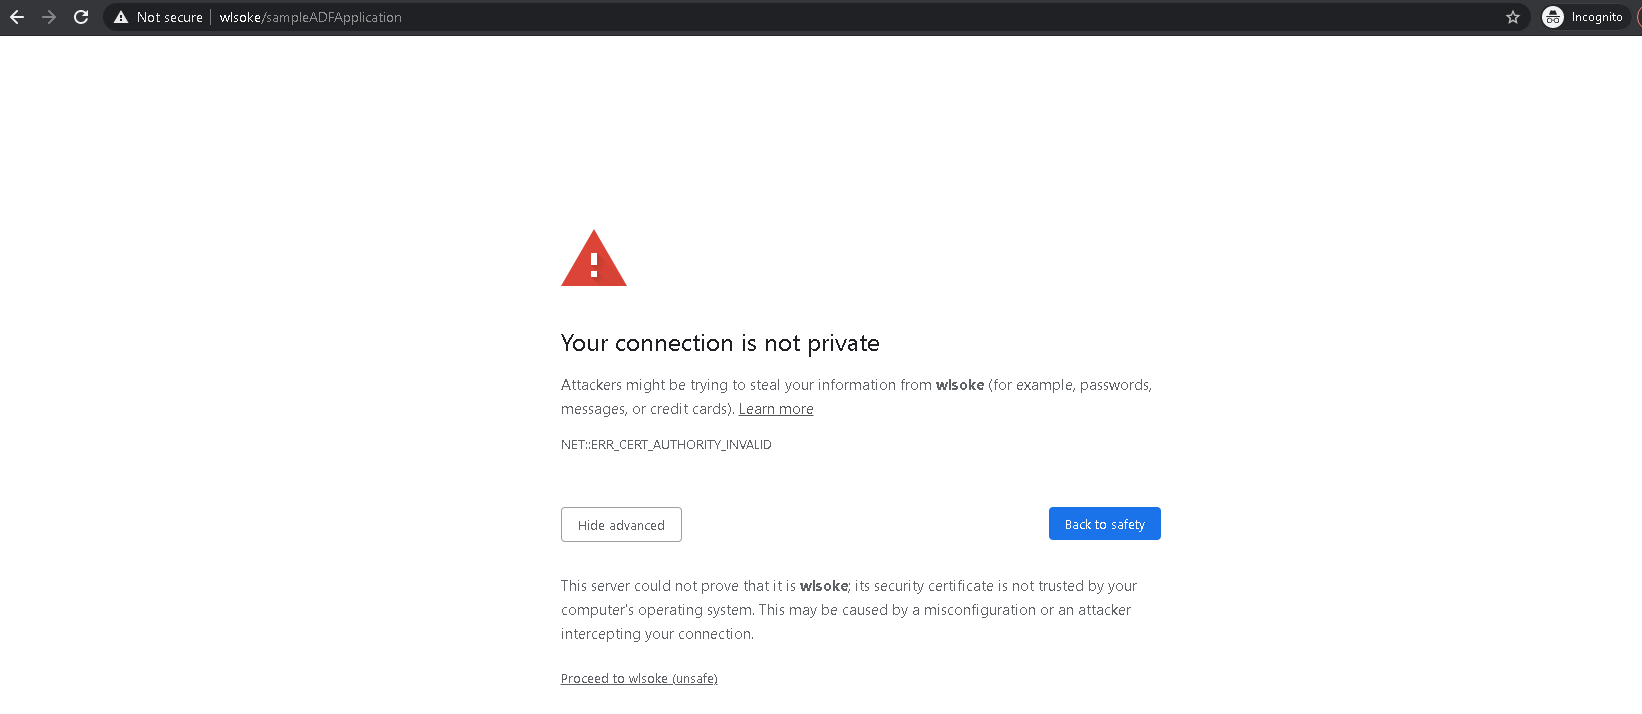 Not secure | wlsoke/sampleADFApplication
Incognito
Your connection is not private
Attackers might be trying to steal your information from wlsoke (for example, passwords,
messages, or credit cards). Learn more
NET::ERR_CERT_AUTHORITY_INVALID
Hide advanced
Back to safety
This server could not prove that it is wlsoke; its security certificate is not trusted by your
computer's operating system. This may be caused by a misconfiguration or an attacker
intercepting your connection.
Proceed to wlsoke (unsafe)